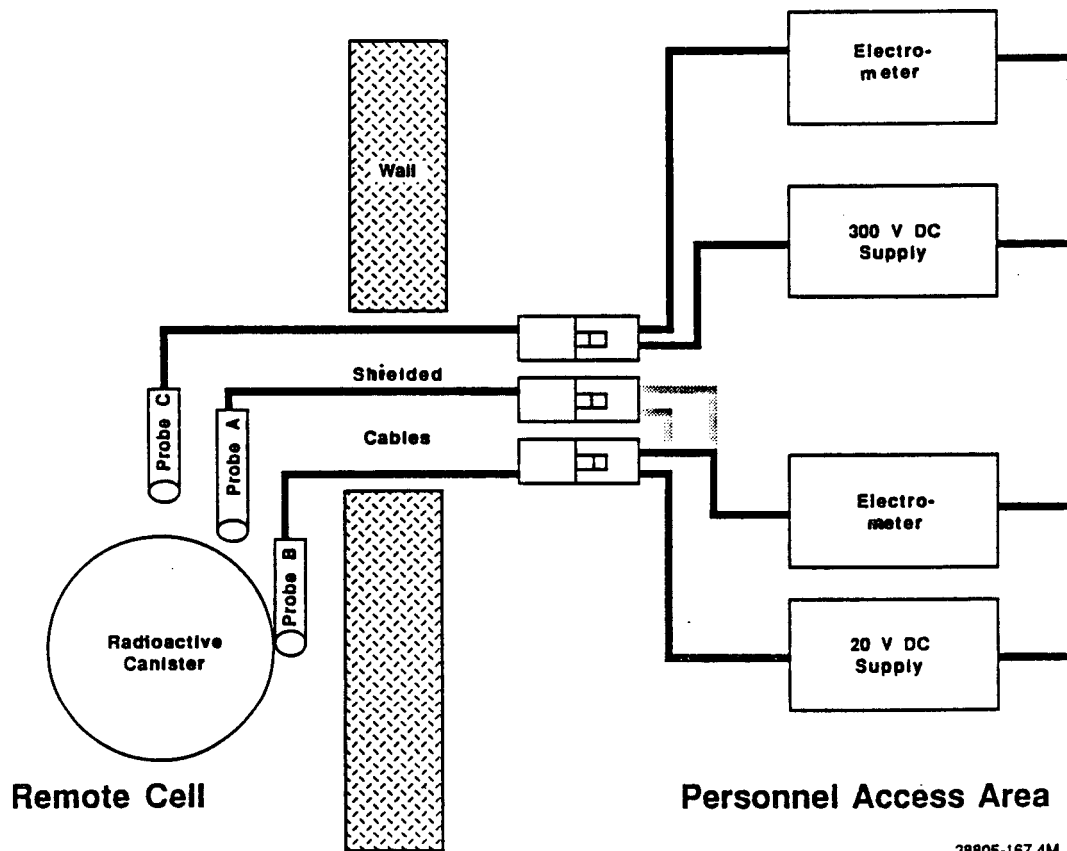 Electro-
meter
Wall
300 V DC
Supply
Shielded
Probe C
Probe A
Cables
Electro-
meter
Probe B
Radioactive
Canister
20 V DC
Supply
Remote Cell
Personnel Access Area
38805-167.4M